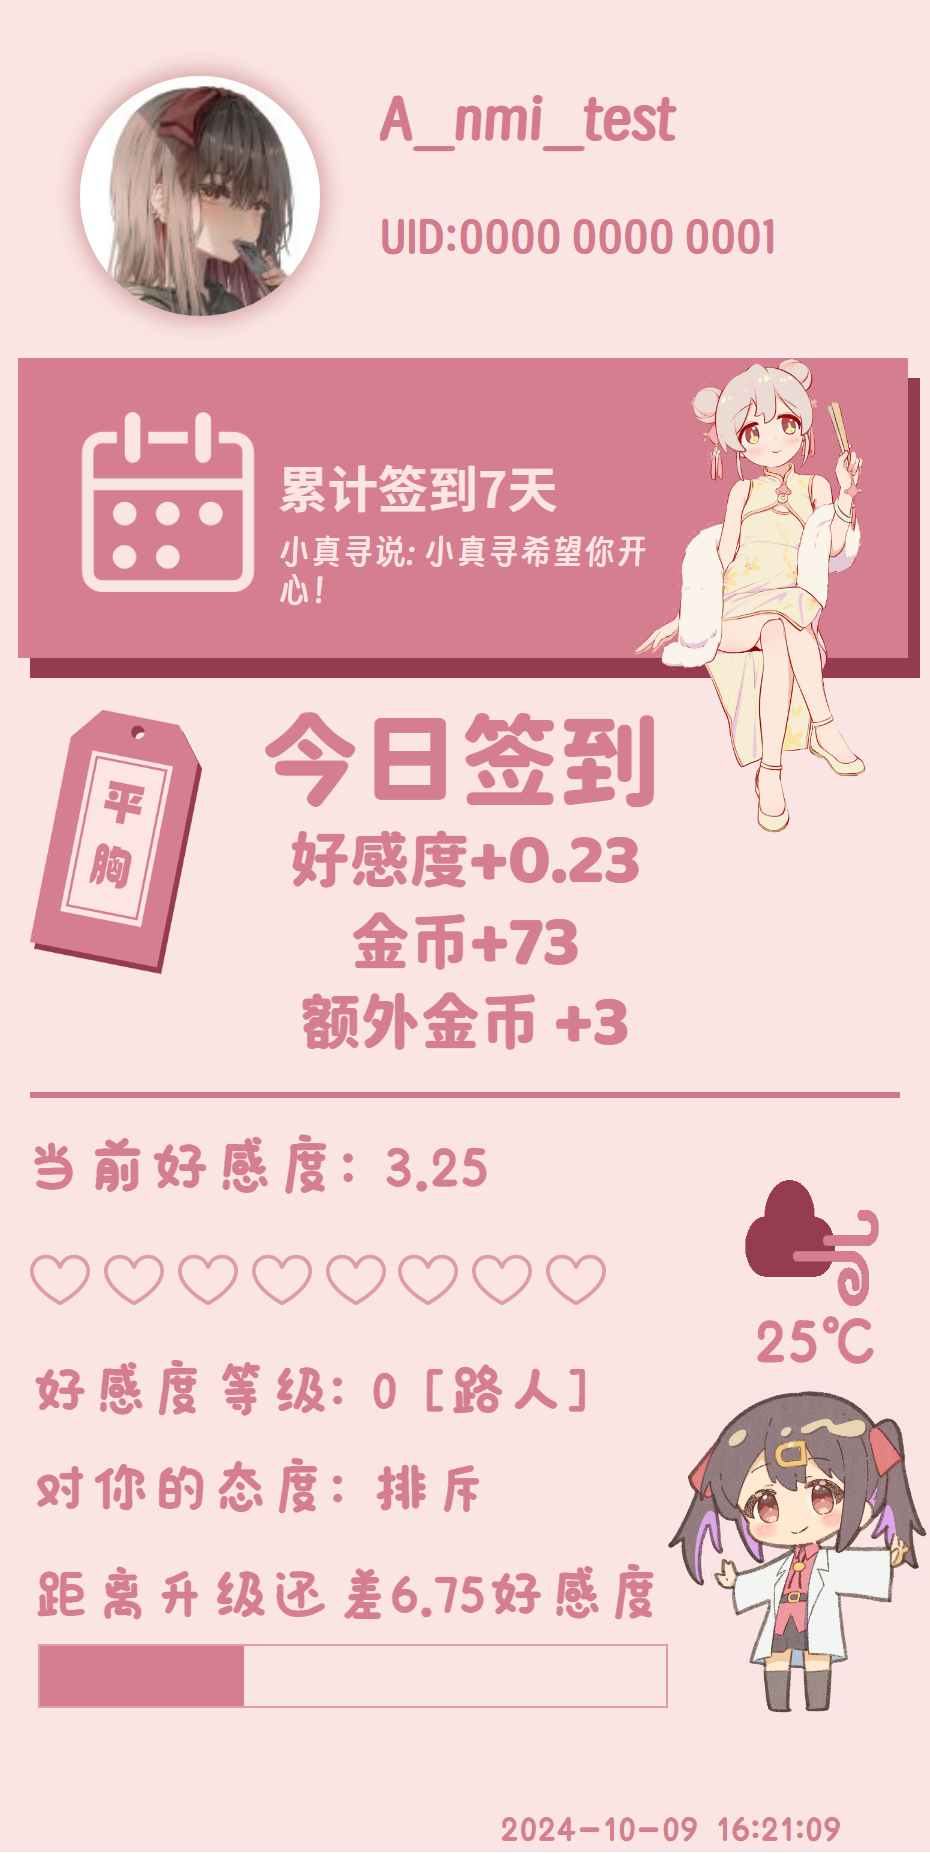 A_nmi_test
UID:0000 0000 0001
累计签到7天
小真寻说: 小真寻希望你开
心！
平
胸
今日签到
好感度+0.23
金币+73
额外金币 +3
当前好感度：3.25
25℃
好感度等级：0 [路人]
对你的态度：排斥
距离升级还差6.75好感度
2024-10-09 16:21:09